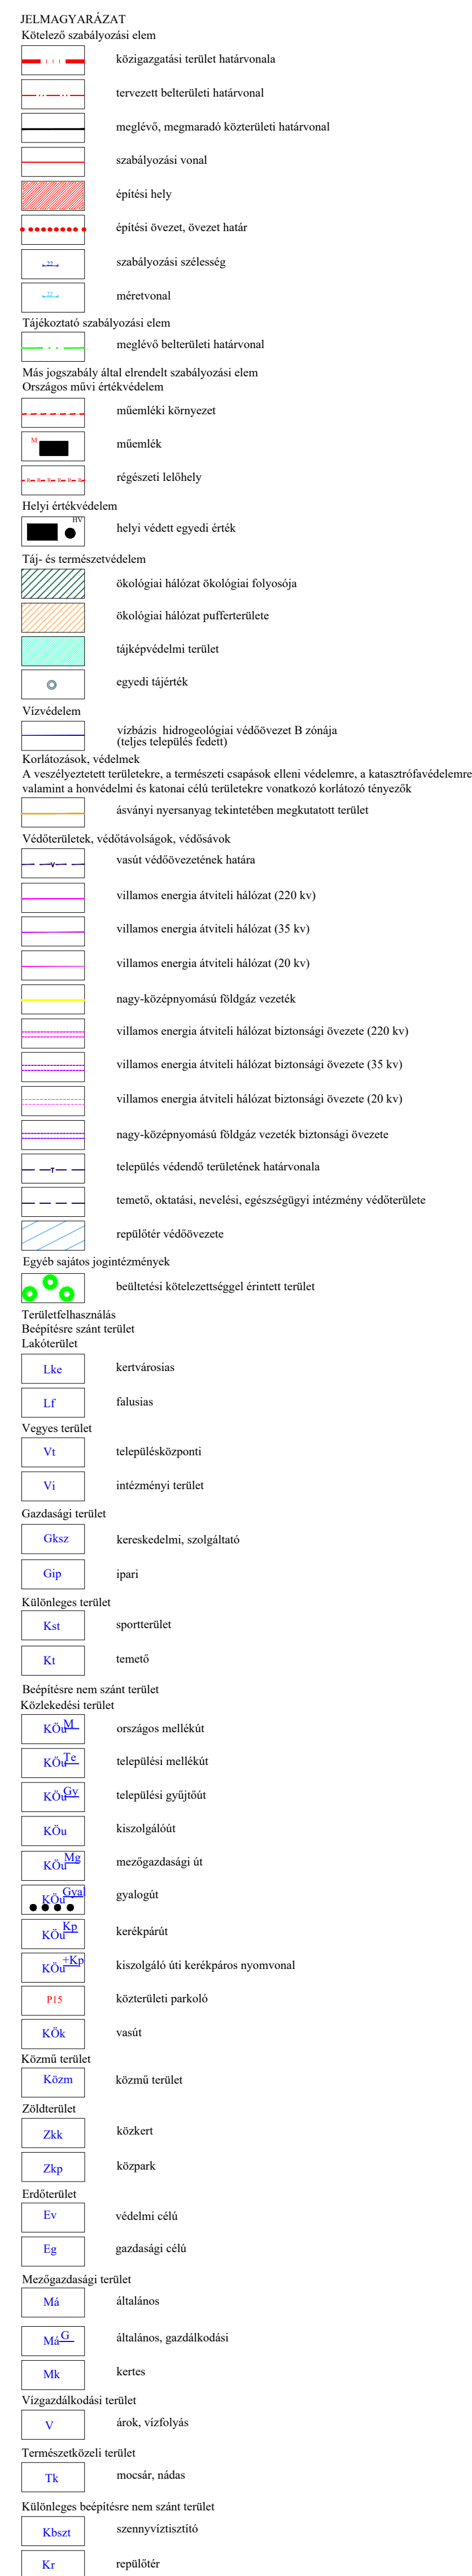 JELMAGYARÁZAT
Kötelező szabályozási elem
közigazgatási terület határvonala
tervezett belterületi határvonal
meglévő, megmaradó közterületi határvonal
szabályozási vonal
építési hely
építési övezet, övezet határ
22 szabályozási szélesség
22 méretvonal
Tájékoztató szabályozási elem
meglévő belterületi határvonal
Más jogszabály által elrendelt szabályozási elem
Országos művi értékvédelem
műemléki környezet
M műemlék
R R R R R R régészeti lelőhely
Helyi értékvédelem
HV helyi védett egyedi érték
Táj- és természetvédelem
ökológiai hálózat ökológiai folyosója
ökológiai hálózat pufferterülete
tájképvédelmi terület
egyedi tájérték
Vízvédelem
vízbázis hidrogeológiai védőövezet B zónája
(teljes település fedett)
Korlátozások, védelmek
A veszélyeztetett területekre, a természeti csapások elleni védelemre, a katasztrófavédelemre
valamint a honvédelmi és katonai célú területekre vonatkozó korlátozó tényezők
ásványi nyersanyag tekintetében megkutatott terület
Védőterületek, védőtávolságok, védősávok
v vasút védőövezetének határa
villamos energia átviteli hálózat (220 kv)
villamos energia átviteli hálózat (35 kv)
villamos energia átviteli hálózat (20 kv)
nagy-középnyomású földgáz vezeték
villamos energia átviteli hálózat biztonsági övezete (220 kv)
villamos energia átviteli hálózat biztonsági övezete (35 kv)
villamos energia átviteli hálózat biztonsági övezete (20 kv)
nagy-középnyomású földgáz vezeték biztonsági övezete
T település védendő területének határvonala
temető, oktatási, nevelési, egészségügyi intézmény védőterülete
repülőtér védőövezete
Egyéb sajátos jogintézmények
beültetési kötelezettséggel érintett terület
Területfelhasználás
Beépítésre szánt terület
Lakóterület
Lke kertvárosias
Lf falusias
Vegyes terület
Vt településközponti
Vi intézményi terület
Gazdasági terület
Gksz kereskedelmi, szolgáltató
Gip ipari
Különleges terület
Kst sportterület
Kt temető
Beépítésre nem szánt terület
Közlekedési terület
KÖu M országos mellékút
KÖu Te települési mellékút
KÖu Gy települési gyűjtőút
KÖu kiszolgálóút
KÖu Mg mezőgazdasági út
KÖu Gyal gyalogút
KÖu Kp kerékpárút
KÖu +Kp kiszolgáló úti kerékpáros nyomvonal
P15 közterületi parkoló
KÖk vasút
Közmű terület
Közm közmű terület
Zöldterület
Zkk közkert
Zkp közpark
Erdőterület
Ev védelmi célú
Eg gazdasági célú
Mezőgazdasági terület
Má általános
Má G általános, gazdálkodási
Mk kertes
Vízgazdálkodási terület
V árok, vízfolyás
Természetközeli terület
Tk mocsár, nádas
Különleges beépítésre nem szánt terület
Kbszt szennyvíztisztító
Kr repülőtér